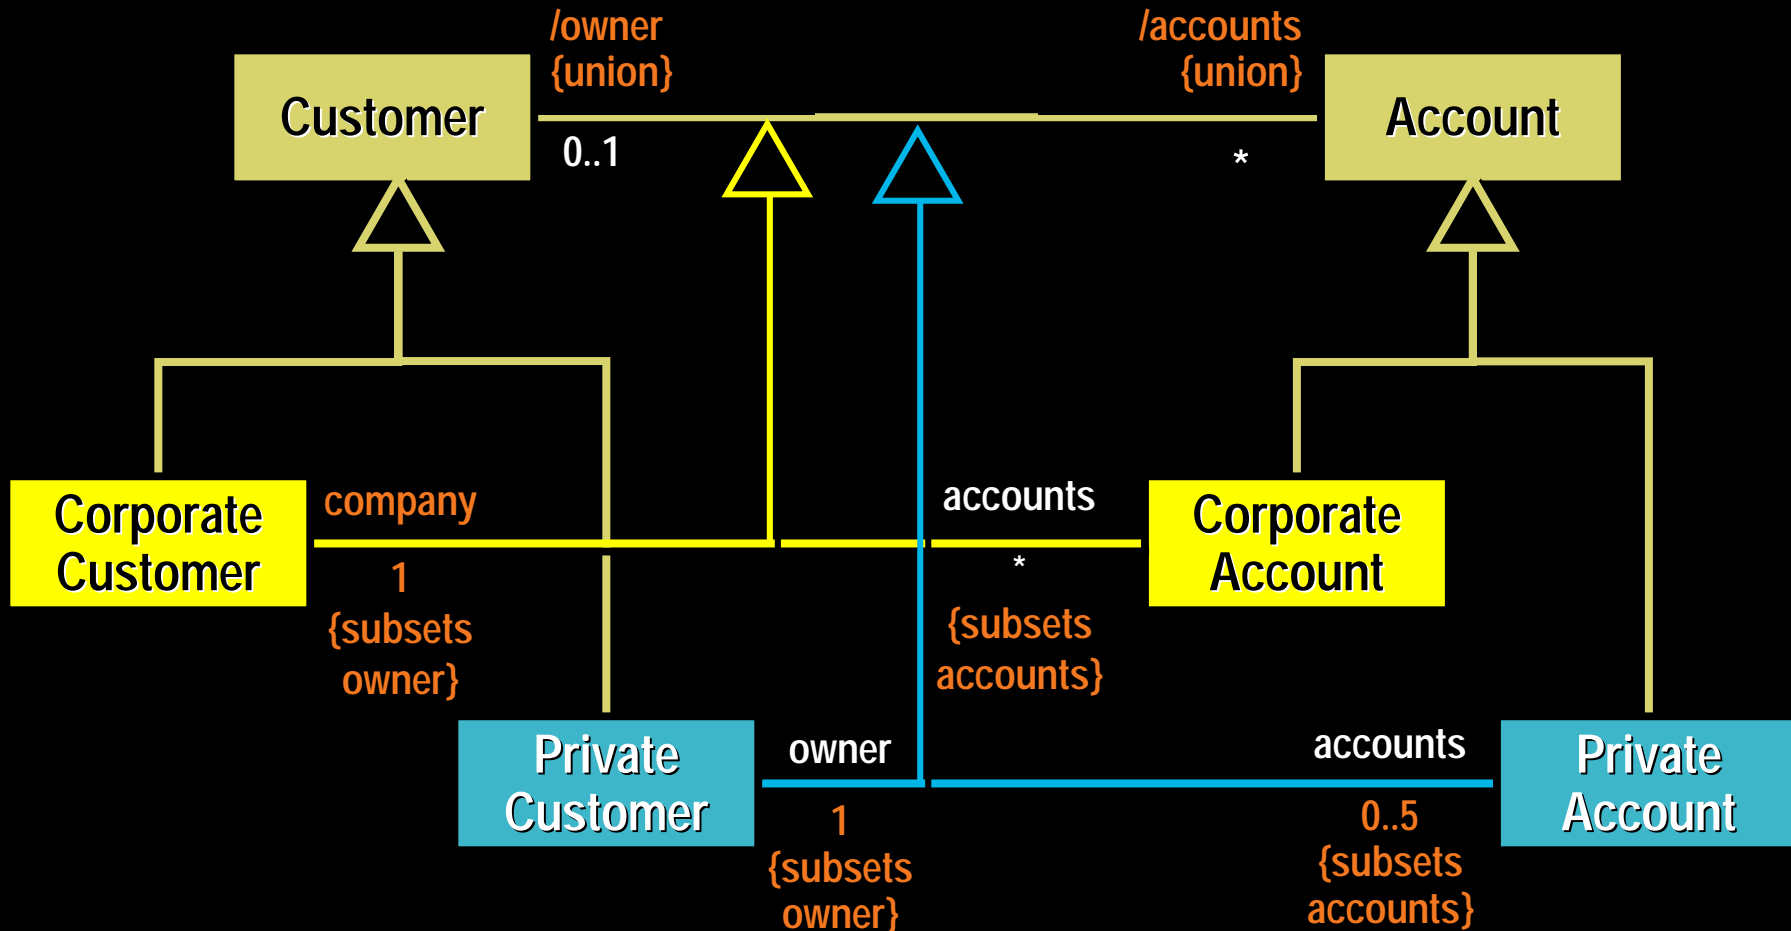 /owner
{union}
/accounts
{union}
Customer
0..1
*
Account
Corporate
Customer
company
1
{subsets
owner}
accounts
*
{subsets
accounts}
Corporate
Account
Private
Customer
owner
1
{subsets
owner}
accounts
0..5
{subsets
accounts}
Private
Account